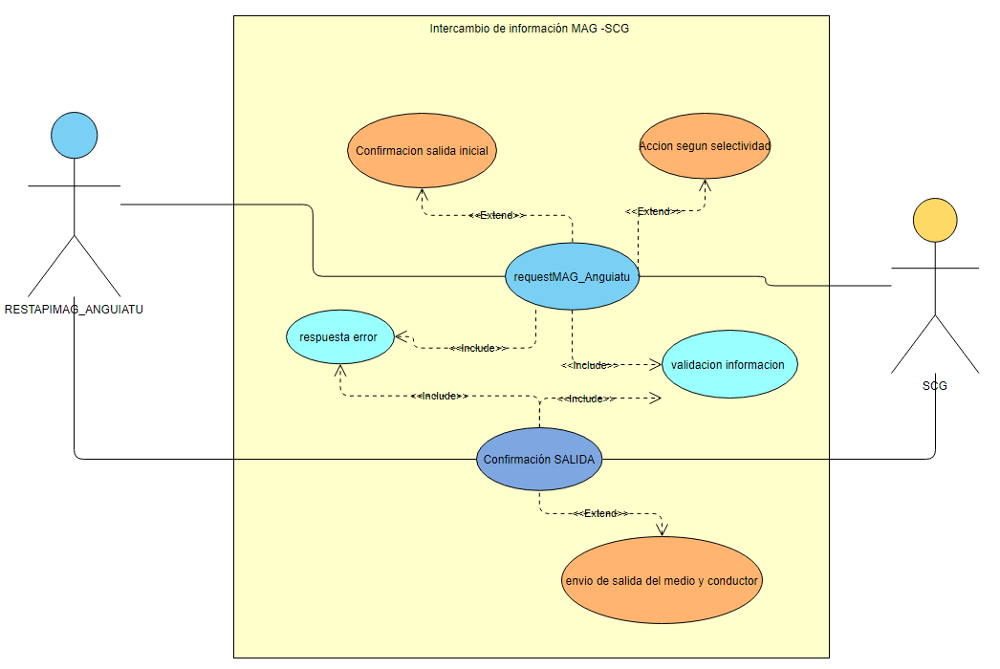 Intercambio de información MAG -SCG
Confirmacion salida inicial
Accion segun selectividad
<<Extend>>
<<Extend>>
requestMAG_Anguiatu
RESTAPIMAG_ANGUIATU
respuesta error
<<Include>>
<<Include>>
validacion informacion
SCG
<<Include>>
<<Include>>
Confirmación SALIDA
<<Extend>>
envio de salida del medio y conductor